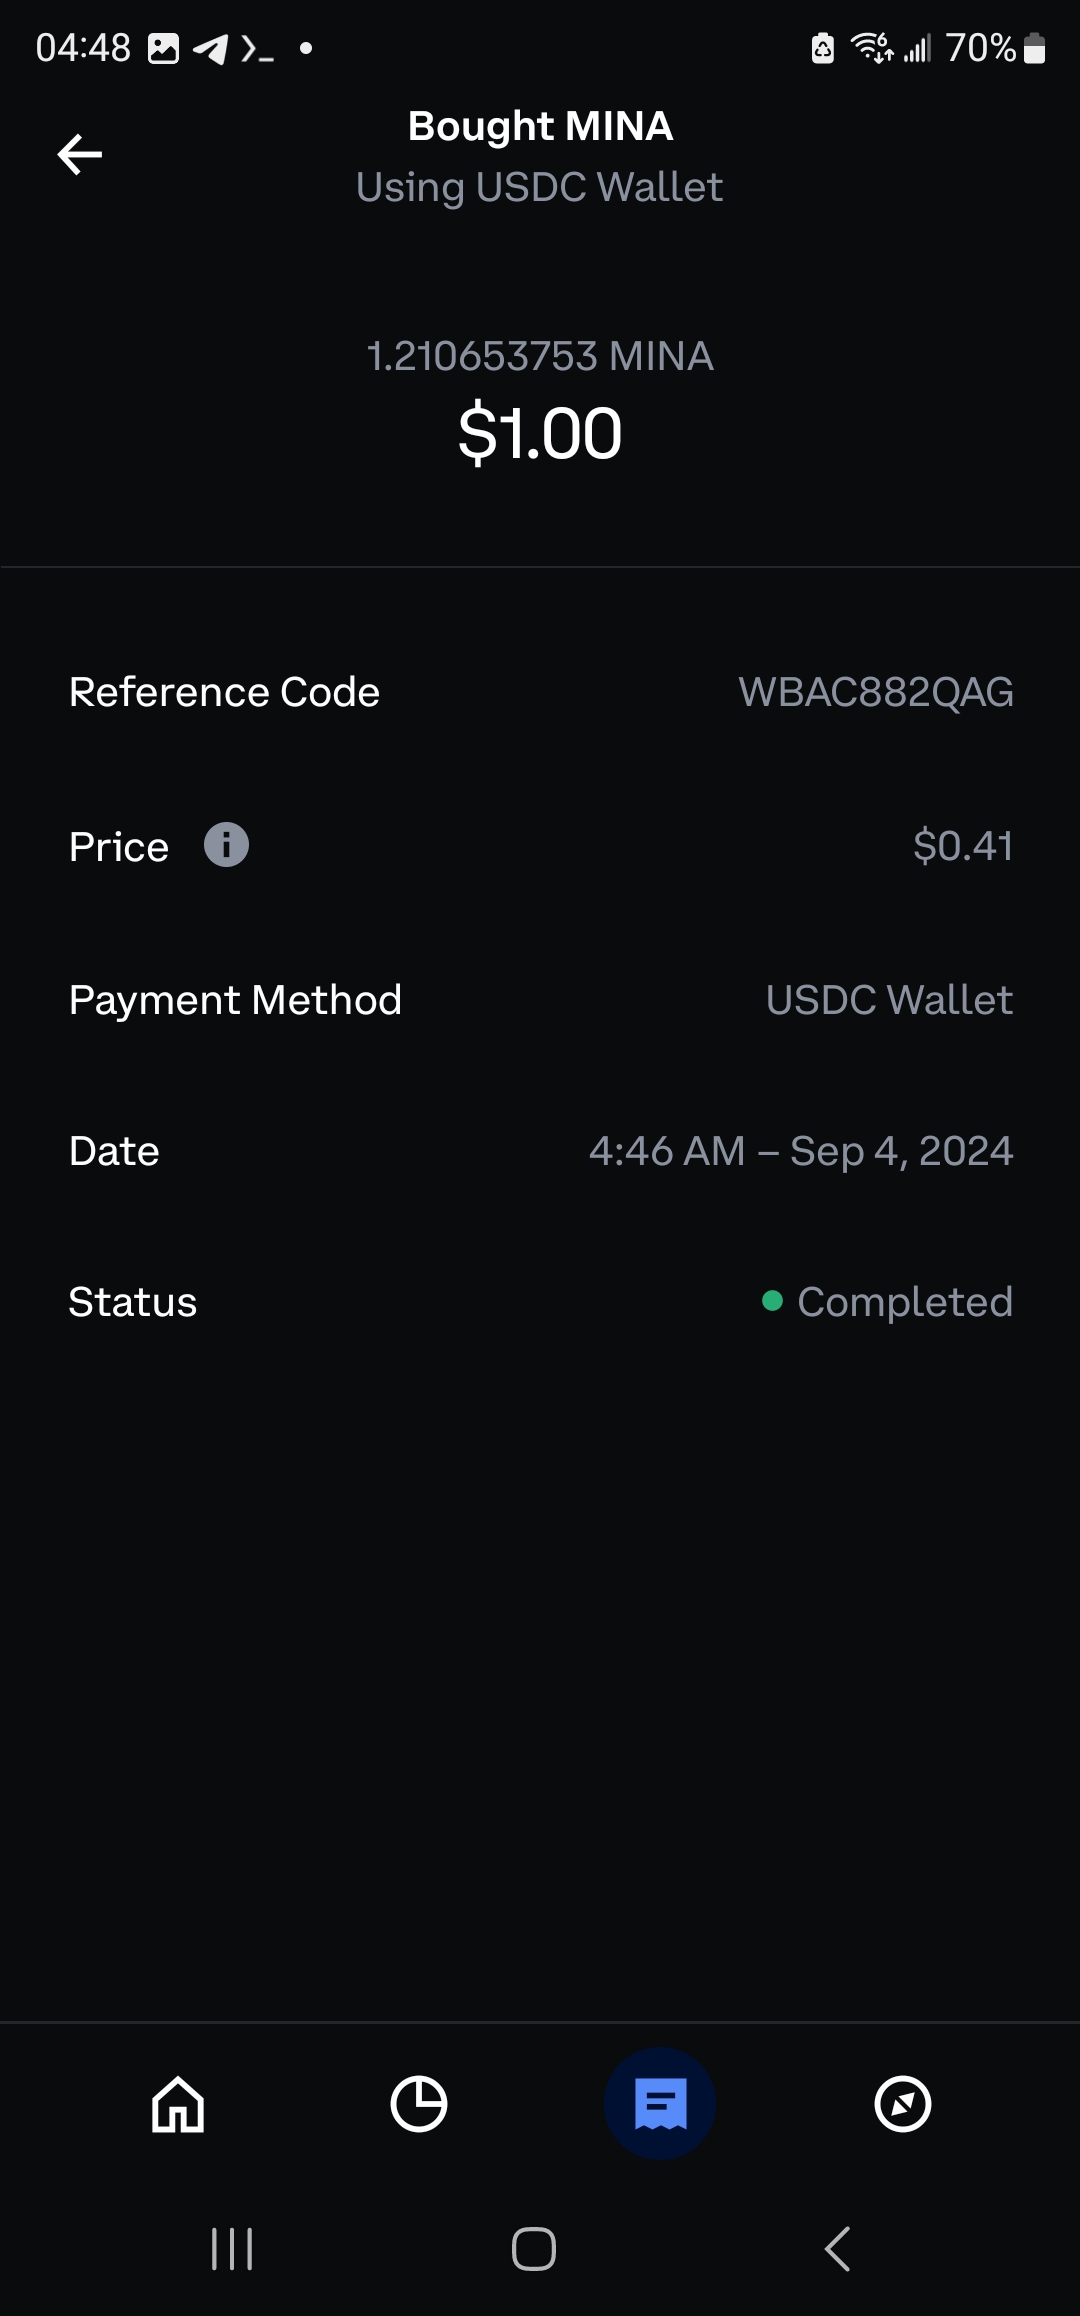 04:48 70%
Bought MINA
Using USDC Wallet
1.210653753 MINA
$1.00
Reference Code WBAC882QAG
Price $0.41
Payment Method USDC Wallet
Date 4:46 AM – Sep 4, 2024
Status Completed